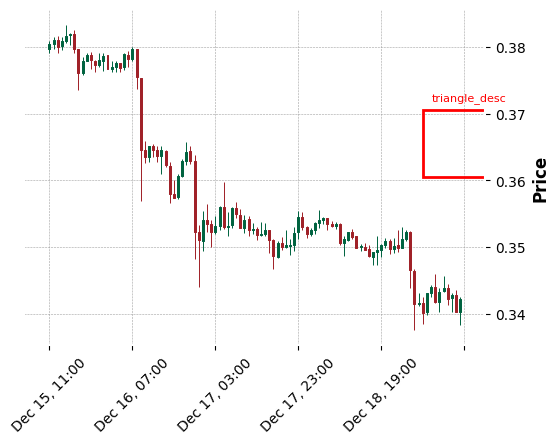 0.38
triangle_desc
0.37
0.36
0.35
0.34
Price
Dec 15, 11:00
Dec 16, 07:00
Dec 17, 03:00
Dec 17, 23:00
Dec 18, 19:00